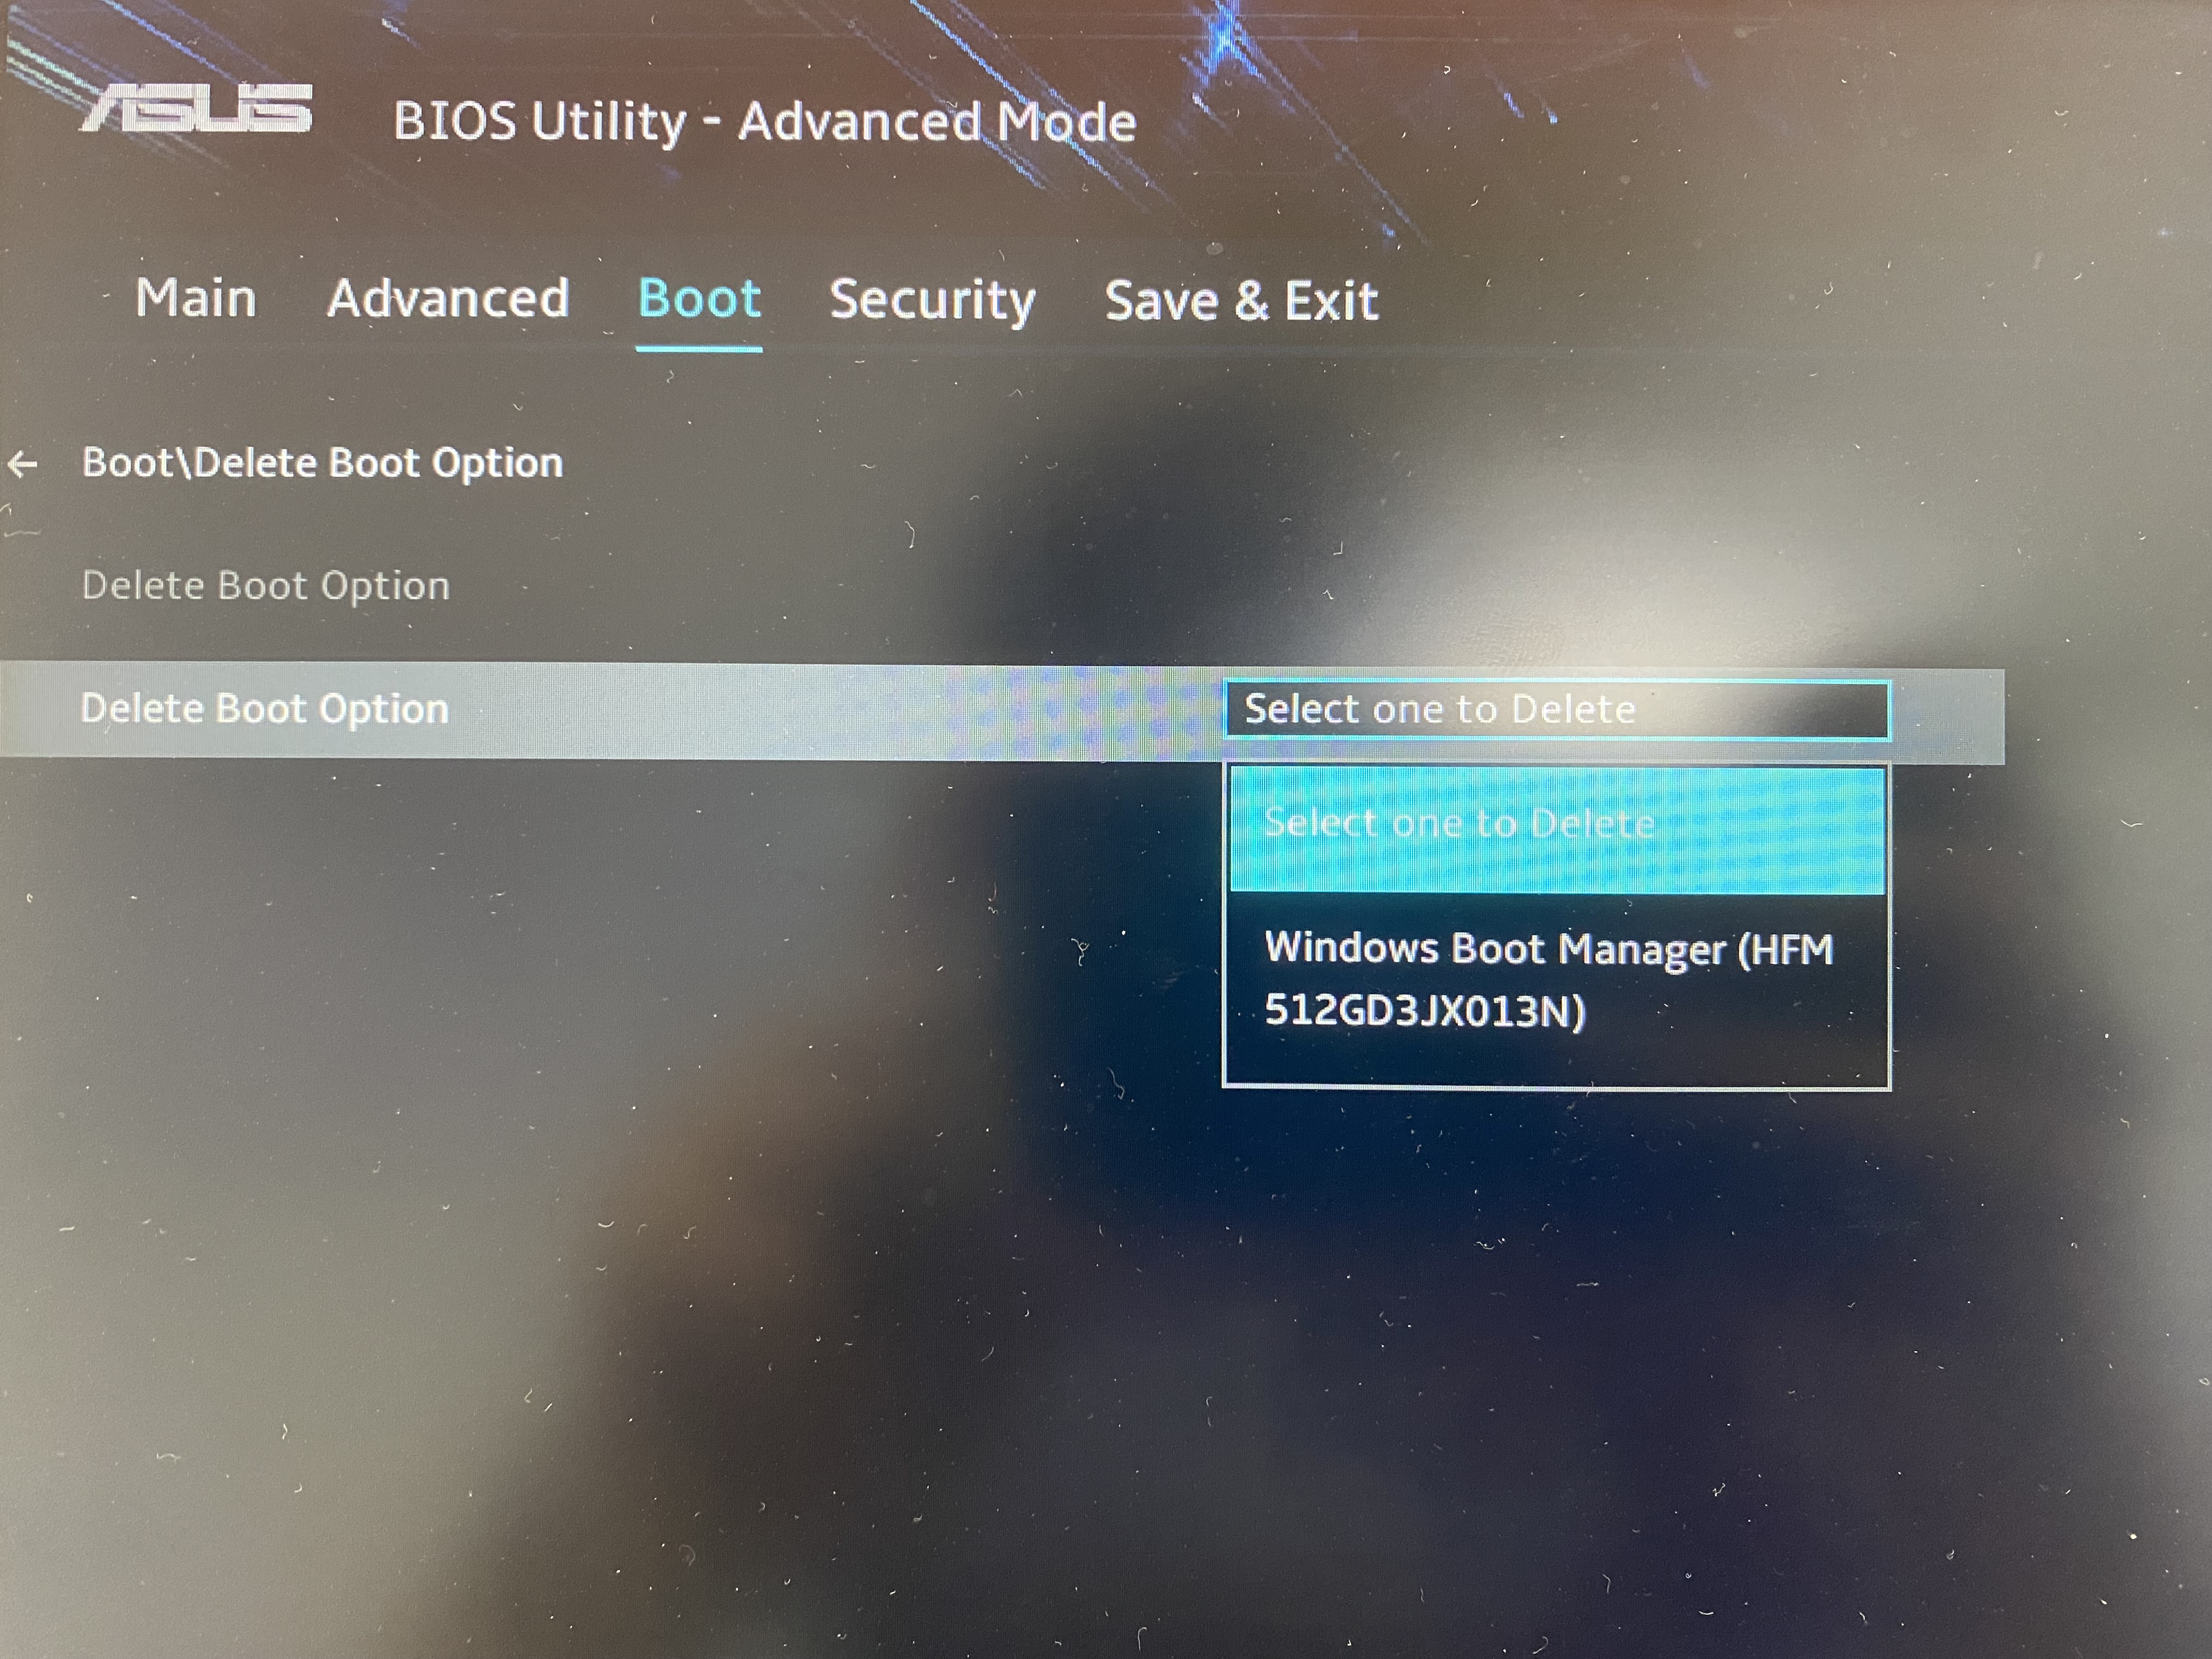 ASUS BIOS Utility - Advanced Mode
Main Advanced Boot Security Save & Exit
← Boot\Delete Boot Option
Delete Boot Option
Delete Boot Option Select one to Delete
Select one to Delete
Windows Boot Manager (HFM
512GD3JX013N)